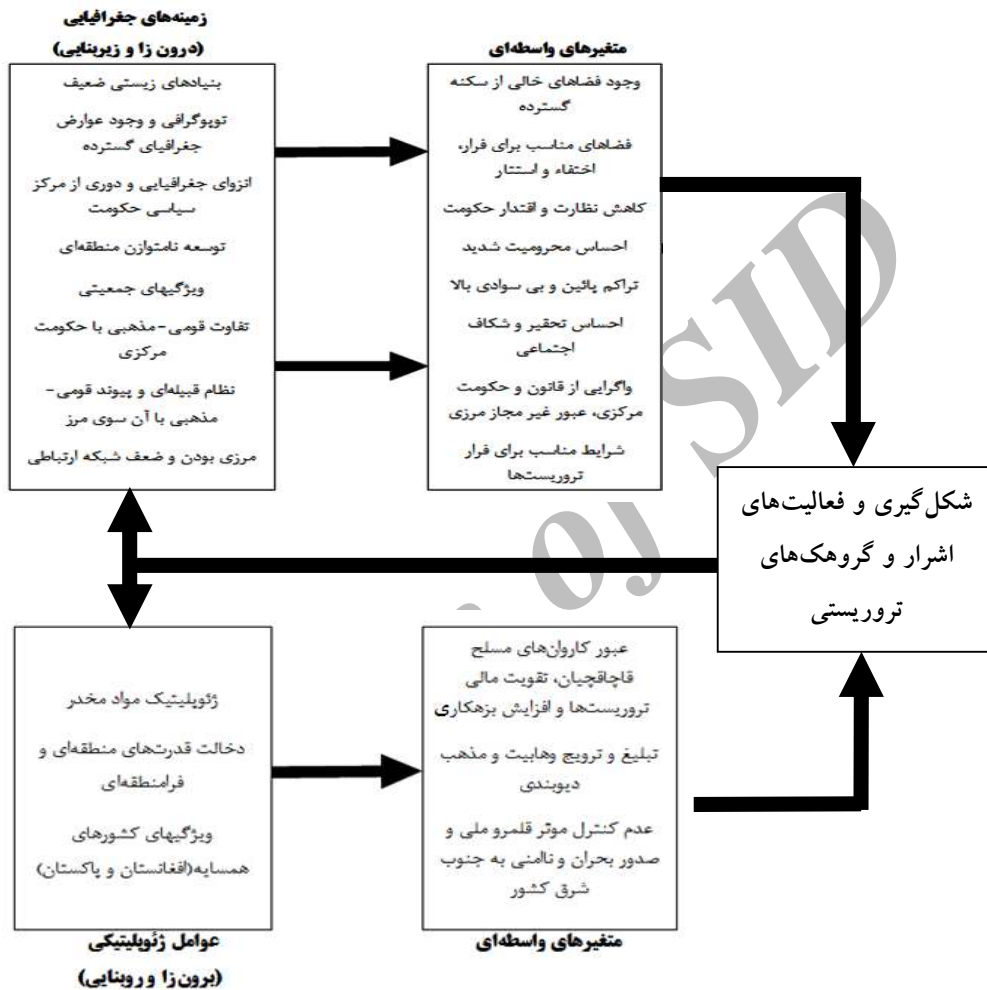 زمینه‌های جغرافیایی
(درون زا و زیربنایی)
بنیادهای زیستی ضعیف
توپوگرافی و وجود عوارض
جغرافیای گسترده
انزوای جغرافیایی و دوری از مرکز
سیاسی حکومت
توسعه نامتوازن منطقه‌ای
ویژگیهای جمعیتی
تفاوت قومی-مذهبی با حکومت
مرکزی
نظام قبیله‌ای و پیوند قومی-
مذهبی با آن سوی مرز
مرزی بودن و ضعف شبکه ارتباطی
متغیرهای واسطه‌ای
وجود فضاهای خالی از سکنه
گسترده
فضاهای مناسب برای فرار،
اختفاء و استتار
کاهش نظارت و اقتدار حکومت
احساس محرومیت شدید
تراکم پائین و بی سوادی بالا
احساس تحقیر و شکاف
اجتماعی
واگرایی از قانون و حکومت
مرکزی، عبور غیر مجاز مرزی
شرایط مناسب برای فرار
تروریست‌ها
شکل‌گیری و فعالیت‌های
اشرار و گروهک‌های
تروریستی
ژئوپلیتیک مواد مخدر
دخالت قدرت‌های منطقه‌ای و
فرامنطقه‌ای
ویژگیهای کشورهای
همسایه(افغانستان و پاکستان)
عوامل ژئوپلیتیکی
(برون‌زا و روبنایی)
عبور کاروان‌های مسلح
قاچاقچیان، تقویت مالی
تروریست‌ها و افزایش بزهکاری
تبلیغ و ترویج وهابیت و مذهب
دیوبندی
عدم کنترل موثر قلمرو ملی و
صدور بحران و ناامنی به جنوب
شرق کشور
متغیرهای واسطه‌ای
of SID